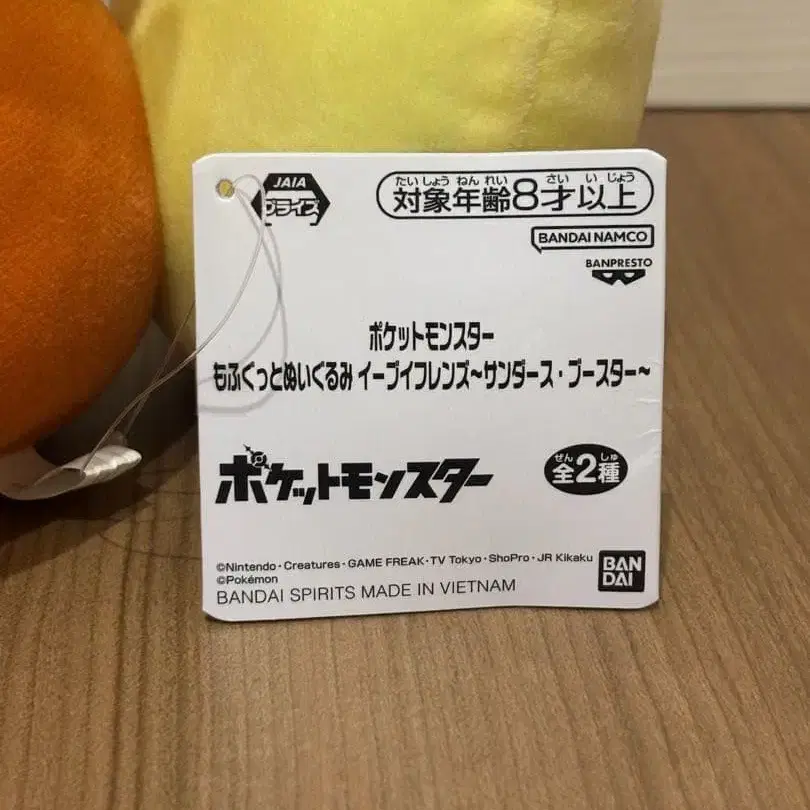 JAIA
プライズ
たいしょうねんれい さい いじょう
対象年齢8才以上
BANDAI NAMCO
BANPRESTO
ポケットモンスター
もふぐっとぬいぐるみ イーブイフレンズ~サンダース・ブースター~
ポケットモンスター
ぜん しゅ
全2種
©Nintendo・Creatures・GAME FREAK・TV Tokyo・ShoPro・JR Kikaku
©Pokémon
BANDAI SPIRITS MADE IN VIETNAM
BAN
DAI